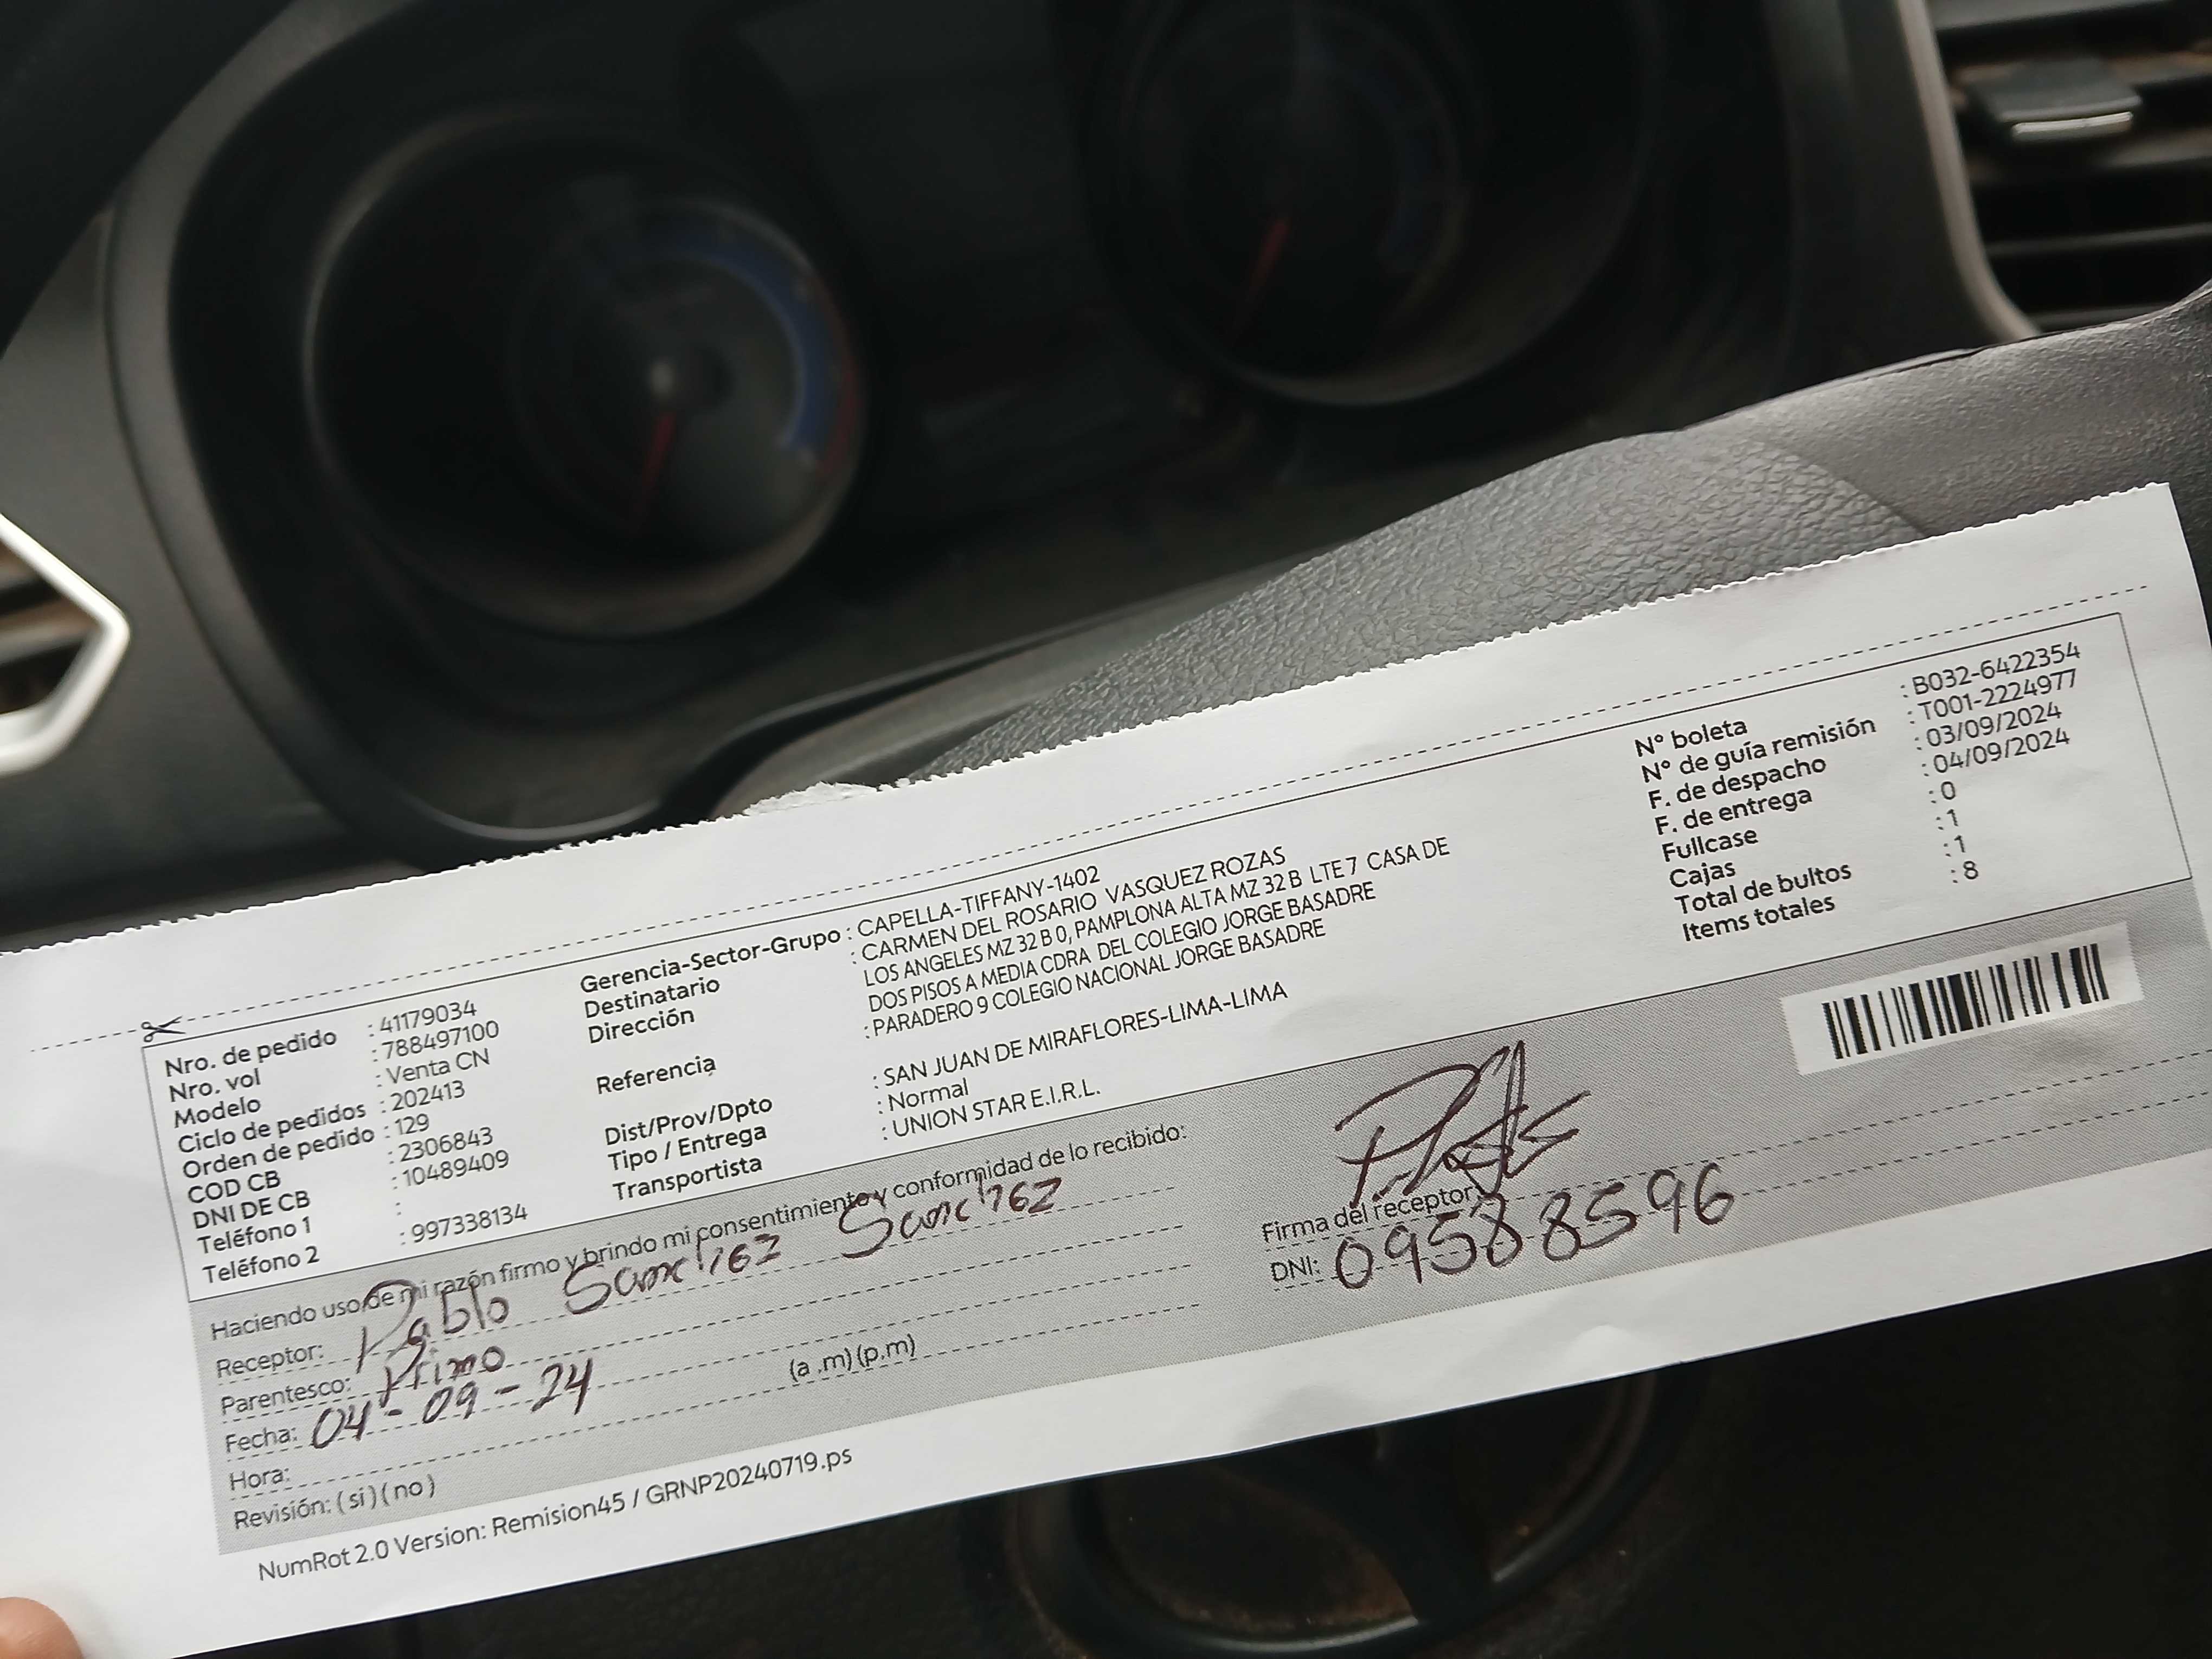 Nro. de pedido : 41179034
Nro. vol : 788497100
Modelo : Venta CN
Ciclo de pedidos : 202413
Orden de pedido : 129
COD CB : 2306843
DNI DE CB : 10489409
Teléfono 1 :
Teléfono 2 : 997338134
Gerencia-Sector-Grupo : CAPELLA-TIFFANY-1402
Destinatario : CARMEN DEL ROSARIO VASQUEZ ROZAS
Dirección LOS ANGELES MZ 32 B 0, PAMPLONA ALTA MZ 32 B LTE 7 CASA DE
DOS PISOS A MEDIA CDRA DEL COLEGIO JORGE BASADRE
Referencia : PARADERO 9 COLEGIO NACIONAL JORGE BASADRE
Dist/Prov/Dpto : SAN JUAN DE MIRAFLORES-LIMA-LIMA
Tipo / Entrega : Normal
Transportista : UNION STAR E.I.R.L.
N° boleta : B032-6422354
N° de guía remisión : T001-2224977
F. de despacho : 03/09/2024
F. de entrega : 04/09/2024
Fullcase : 0
Cajas : 1
Total de bultos : 1
Items totales : 8
Haciendo uso de mi razón firmo y brindo mi consentimiento y conformidad de lo recibido:
Receptor: Pablo Sanchez Sanchez
Parentesco: Primo
Fecha: 04-09-24
Hora: (a.m)(p.m)
Revisión: (si)(no)
Firma del receptor
DNI: 09588596
NumRot 2.0 Version: Remision45 / GRNP20240719.ps